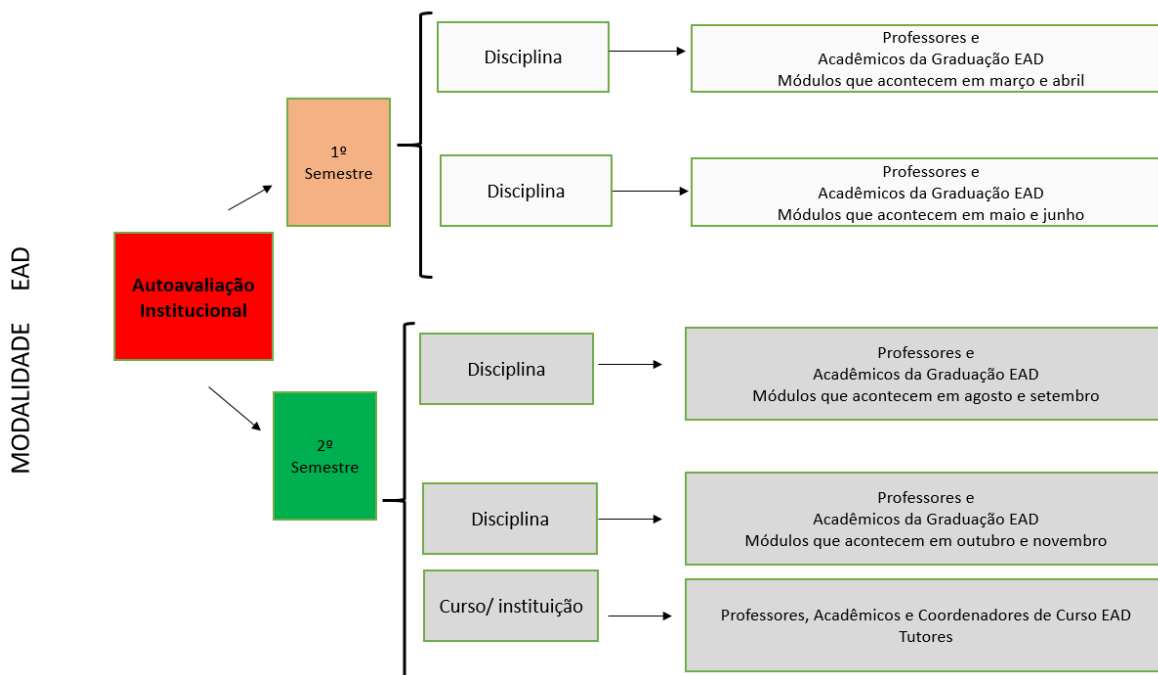 MODALIDADE EAD
Autoavaliação
Institucional
1º
Semestre
Disciplina
Professores e
Acadêmicos da Graduação EAD
Módulos que acontecem em março e abril
Disciplina
Professores e
Acadêmicos da Graduação EAD
Módulos que acontecem em maio e junho
2º
Semestre
Disciplina
Professores e
Acadêmicos da Graduação EAD
Módulos que acontecem em agosto e setembro
Disciplina
Professores e
Acadêmicos da Graduação EAD
Módulos que acontecem em outubro e novembro
Curso/ instituição
Professores, Acadêmicos e Coordenadores de Curso EAD
Tutores